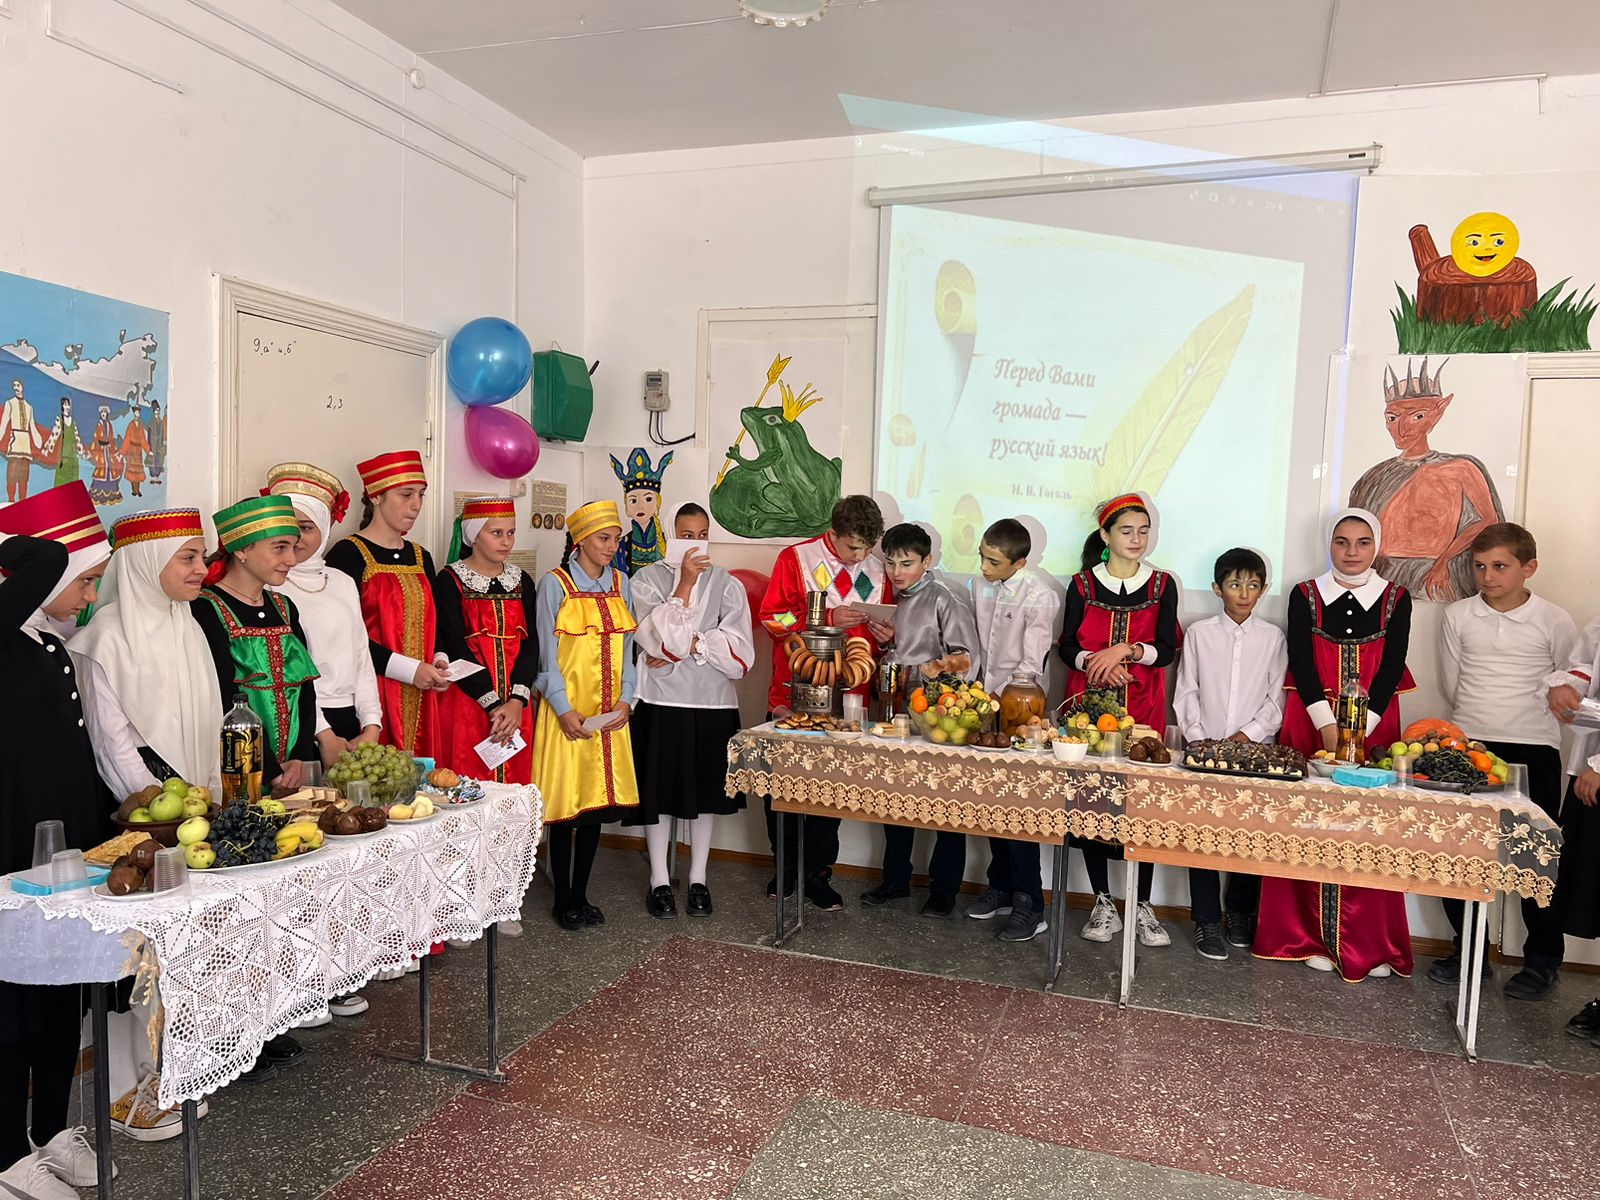 9 "а" и "б"
2,3
Перед Вами
громада —
русский язык!
Н. В. Гоголь